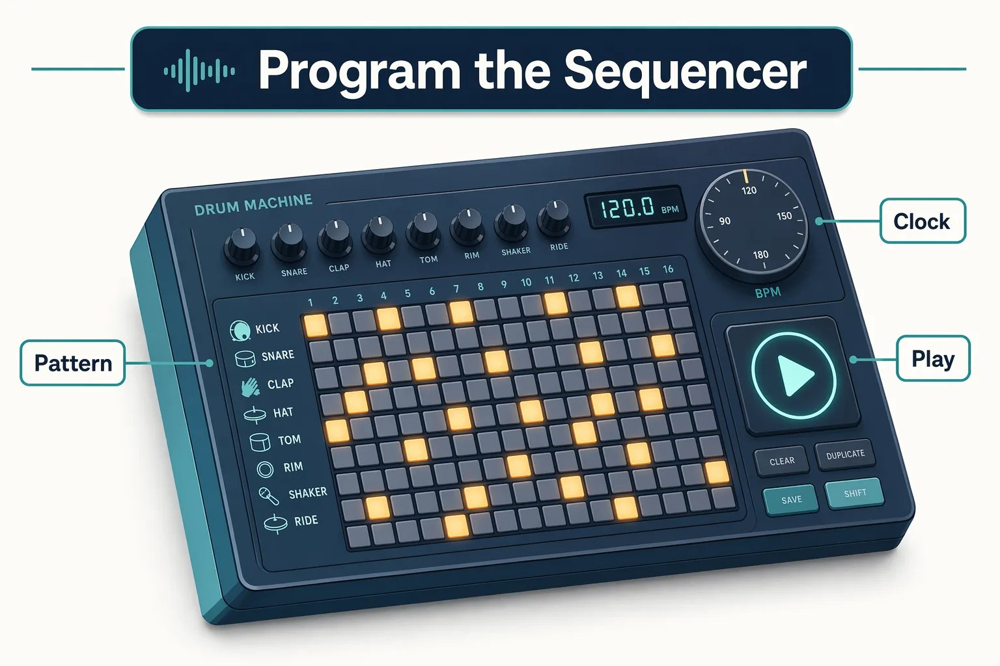 Program the Sequencer
DRUM MACHINE
KICK
SNARE
CLAP
HAT
TOM
RIM
SHAKER
RIDE
120.0 BPM
120
90
150
180
BPM
Clock
1 2 3 4 5 6 7 8 9 10 11 12 13 14 15 16
KICK
SNARE
CLAP
HAT
TOM
RIM
SHAKER
RIDE
Pattern
Play
CLEAR
DUPLICATE
SAVE
SHIFT